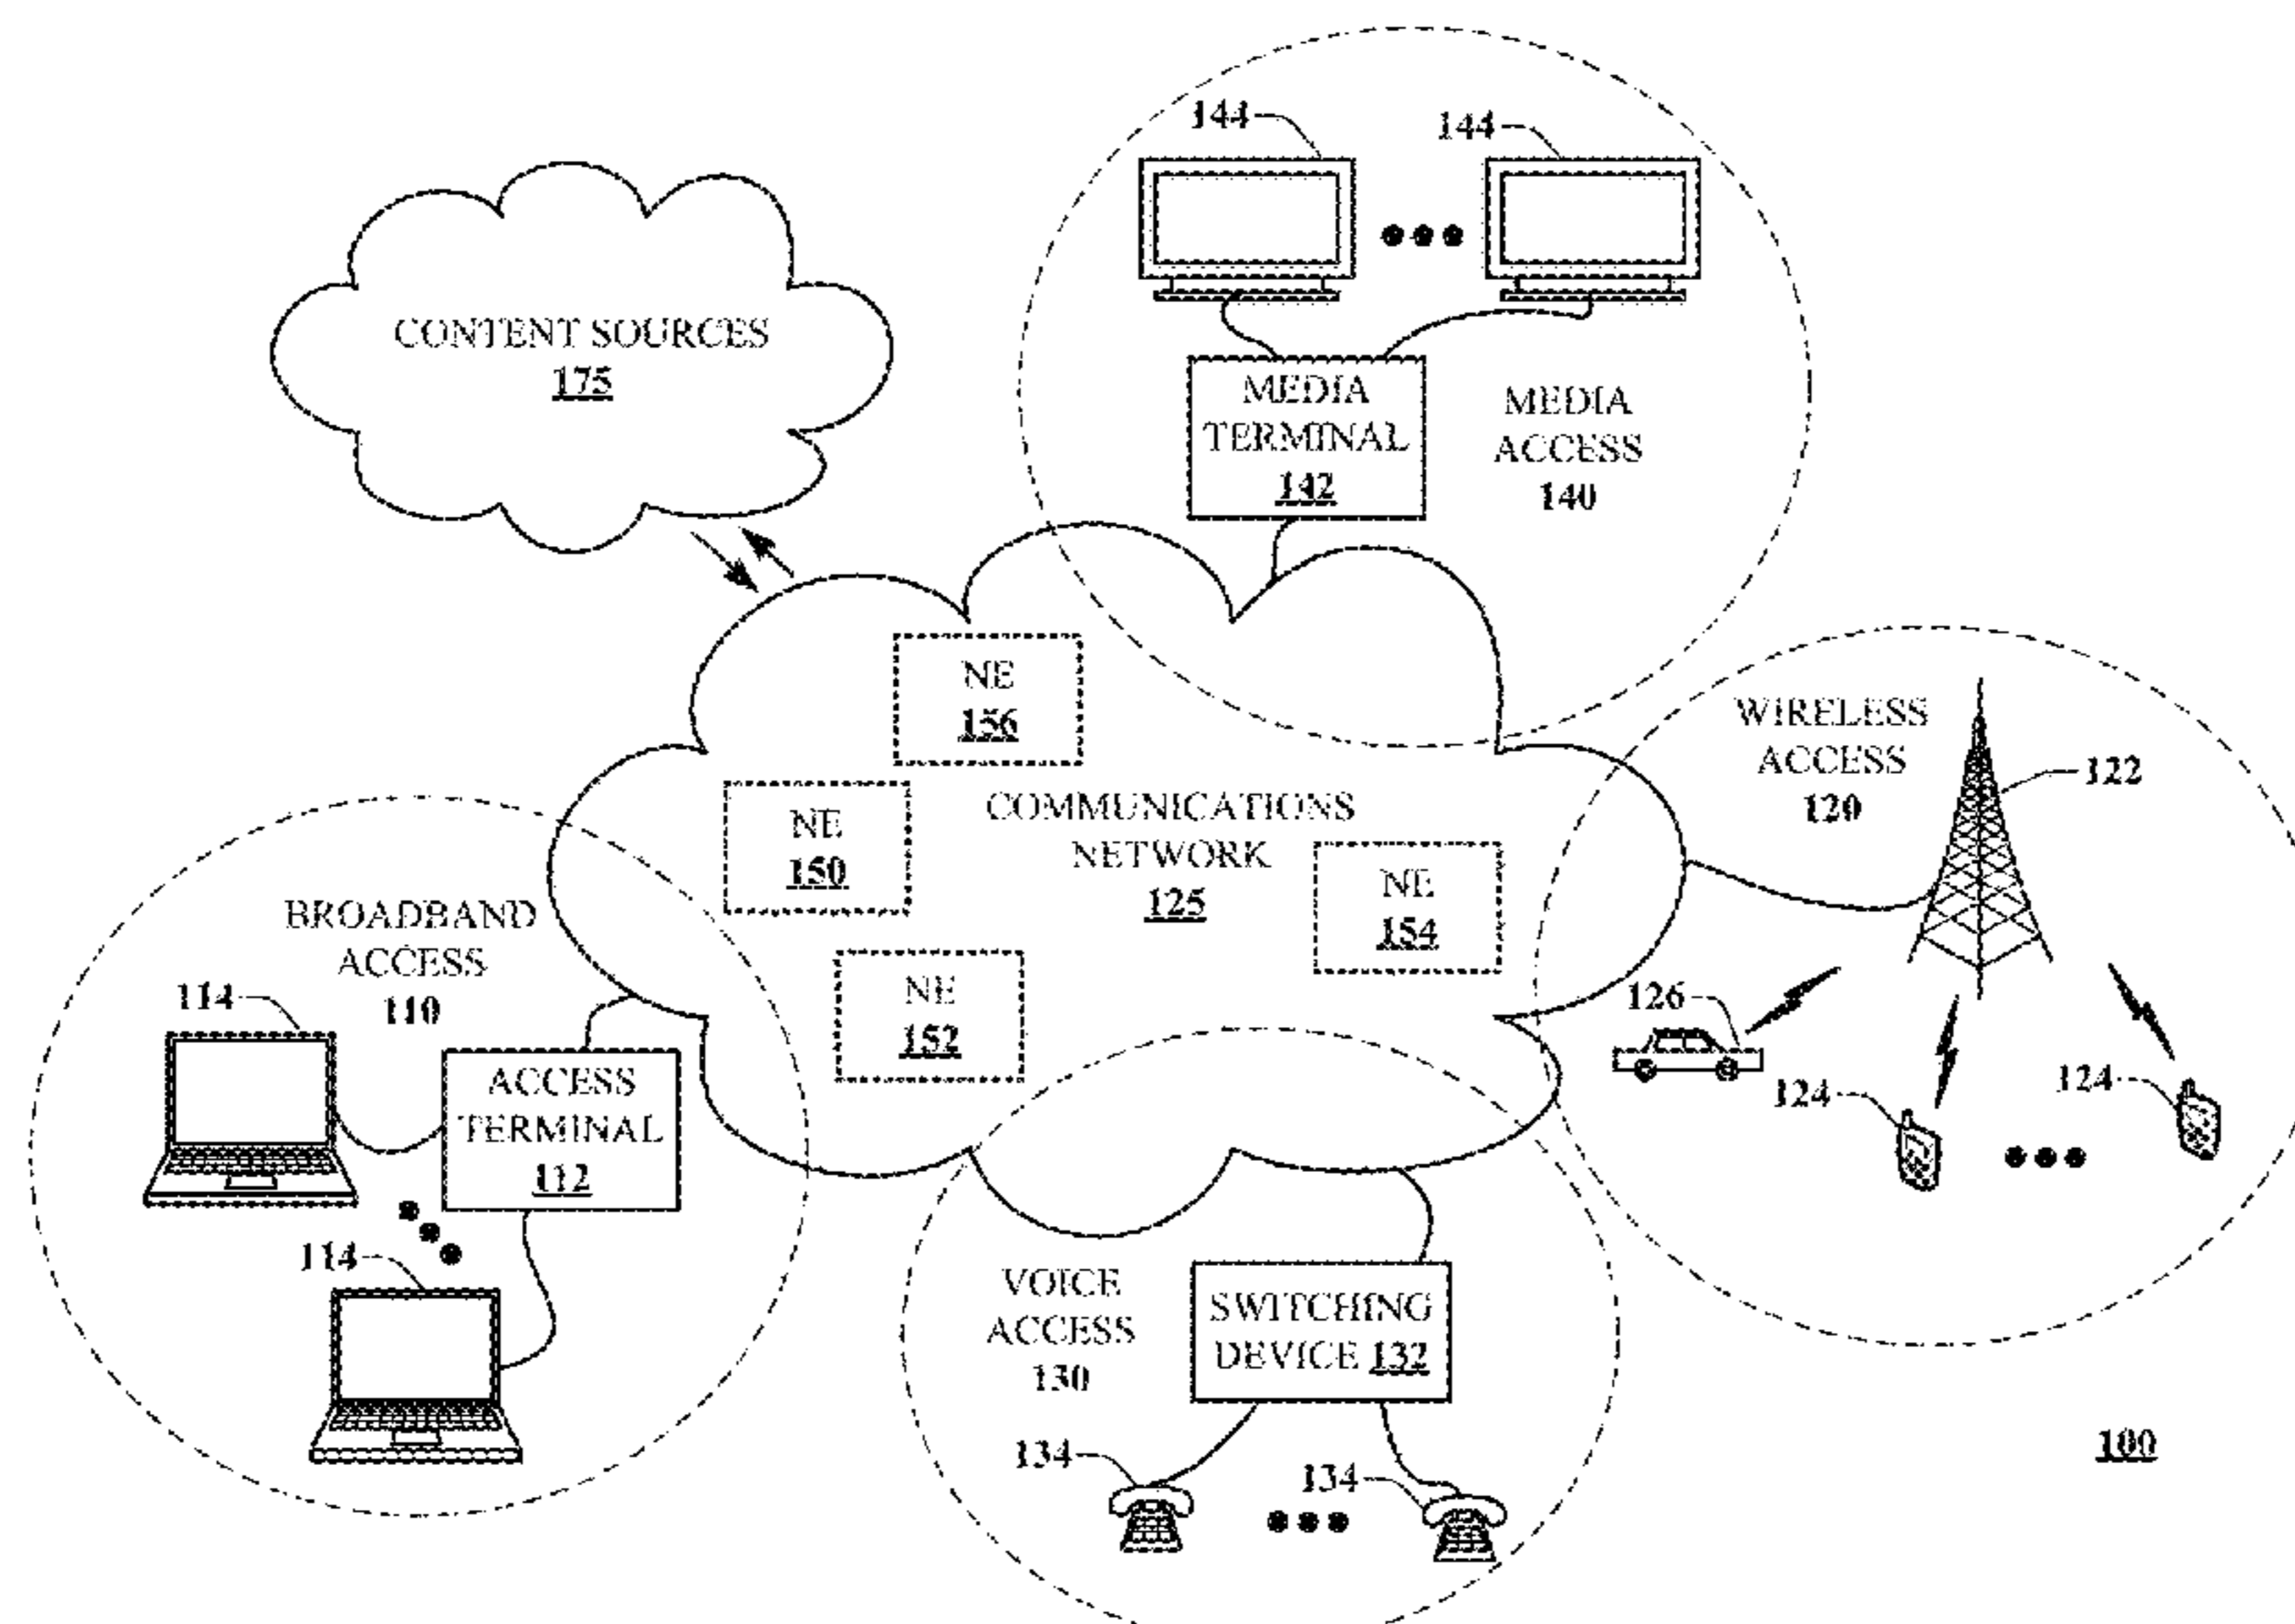 144
144
CONTENT SOURCES
175
MEDIA
TERMINAL
142
MEDIA
ACCESS
140
NE
156
WIRELESS
ACCESS
120
122
NE
150
COMMUNICATIONS
NETWORK
125
NE
154
BROADBAND
ACCESS
110
114
NE
152
126
124
124
ACCESS
TERMINAL
112
114
VOICE
ACCESS
130
SWITCHING
DEVICE 132
134
134
100